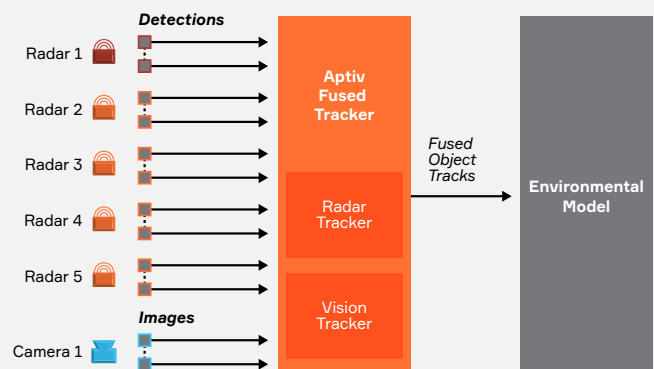 Detections
Radar 1
Radar 2
Radar 3
Radar 4
Radar 5
Images
Camera 1
Aptiv
Fused
Tracker
Radar
Tracker
Vision
Tracker
Fused
Object
Tracks
Environmental
Model